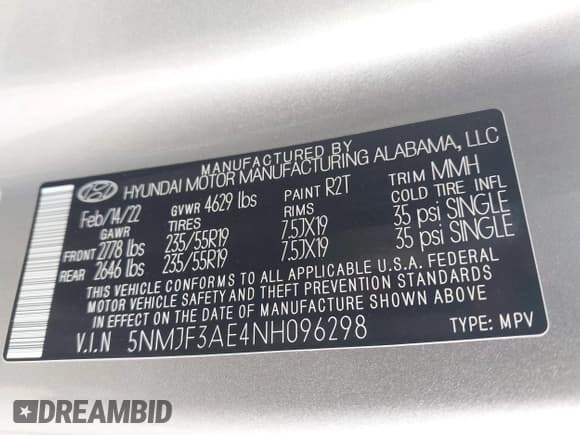 MANUFACTURED BY
HYUNDAI MOTOR MANUFACTURING ALABAMA, LLC
Feb/14/22 GVWR 4629 lbs PAINT R2T TRIM MMH
GAWR TIRES RIMS COLD TIRE INFL
FRONT 2778 lbs 235/55R19 7.5JX19 35 psi SINGLE
REAR 2646 lbs 235/55R19 7.5JX19 35 psi SINGLE
THIS VEHICLE CONFORMS TO ALL APPLICABLE U.S.A. FEDERAL
MOTOR VEHICLE SAFETY AND THEFT PREVENTION STANDARDS
IN EFFECT ON THE DATE OF MANUFACTURE SHOWN ABOVE.
V.I.N 5NMJF3AE4NH096298 TYPE: MPV
DREAMBID